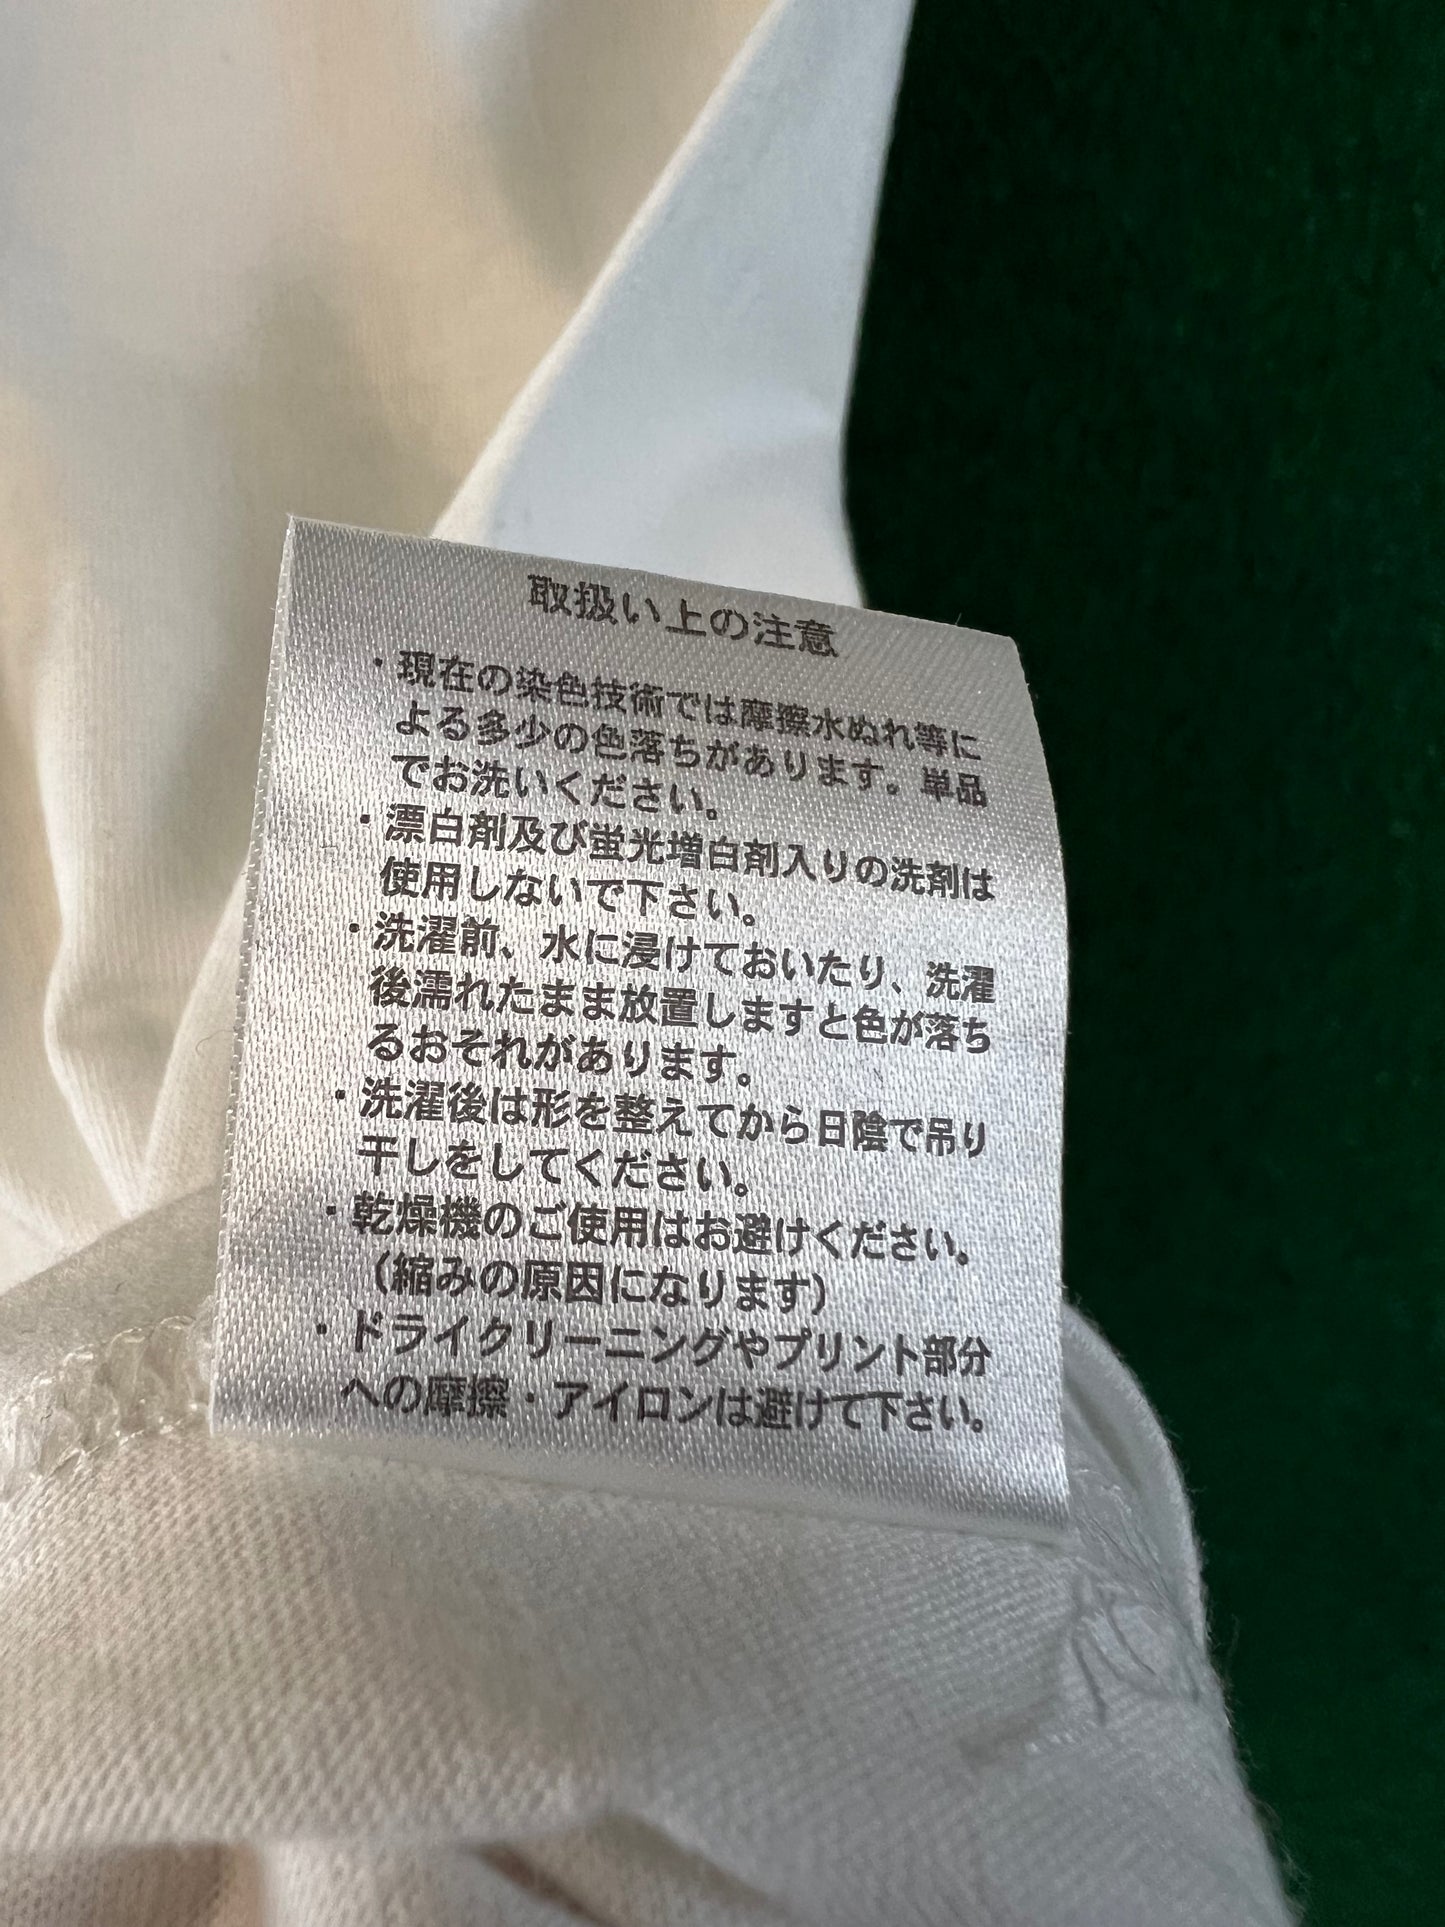 取扱い上の注意
・現在の染色技術では摩擦水ぬれ等に
よる多少の色落ちがあります。単品
でお洗いください。
・漂白剤及び蛍光増白剤入りの洗剤は
使用しないで下さい。
・洗濯前、水に浸けておいたり、洗濯
後濡れたまま放置しますと色が落ち
るおそれがあります。
・洗濯後は形を整えてから日陰で吊り
干しをしてください。
・乾燥機のご使用はお避けください。
(縮みの原因になります)
・ドライクリーニングやプリント部分
への摩擦・アイロンは避けて下さい。